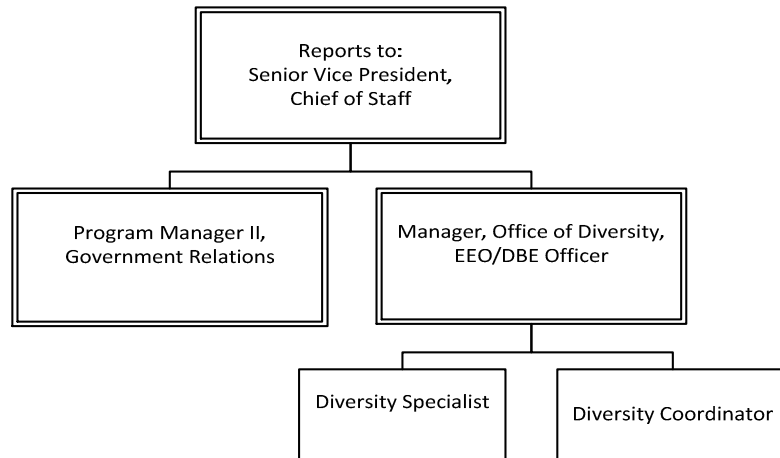 Reports to:
Senior Vice President,
Chief of Staff
Program Manager II,
Government Relations
Manager, Office of Diversity,
EEO/DBE Officer
Diversity Specialist
Diversity Coordinator